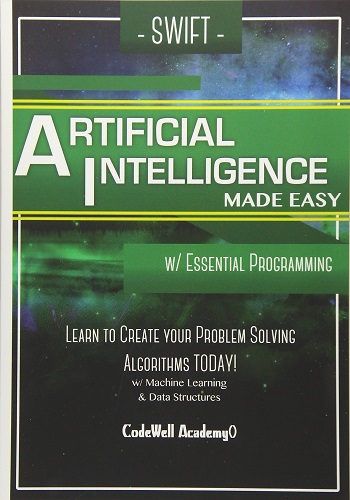 - SWIFT -
ARTIFICIAL
INTELLIGENCE
MADE EASY
w/ Essential Programming
Learn to Create your Problem Solving
Algorithms TODAY!
w/ Machine Learning
& Data Structures
CodeWell Academy()